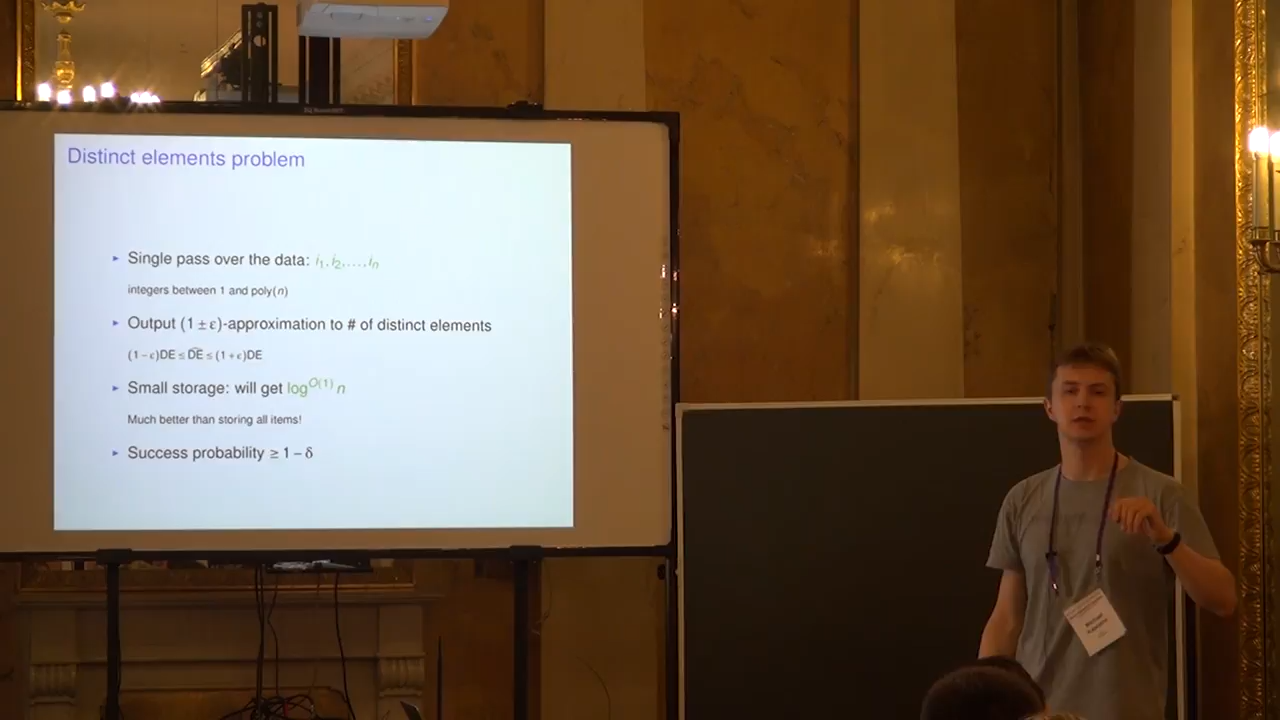 Distinct elements problem
▸ Single pass over the data: i₁, i₂, ..., iₙ
integers between 1 and poly(n)
▸ Output (1 ± ε)-approximation to # of distinct elements
(1 − ε)DE ≤ D͡E ≤ (1 + ε)DE
▸ Small storage: will get log^{O(1)} n
Much better than storing all items!
▸ Success probability ≥ 1 − δ
Michael